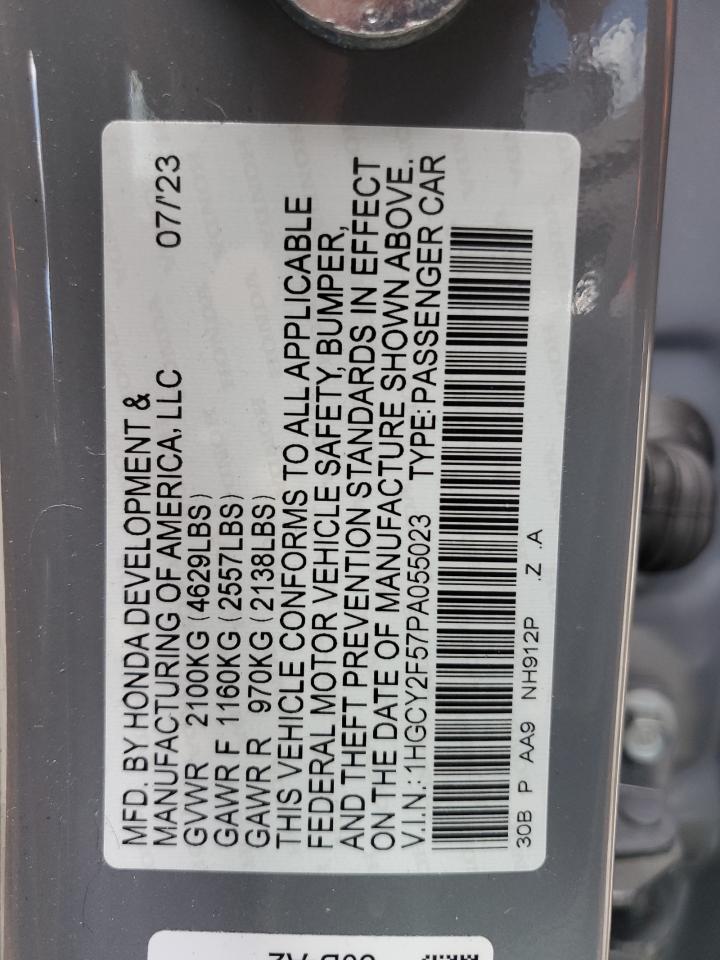 MFD. BY HONDA DEVELOPMENT &
MANUFACTURING OF AMERICA, LLC 07/'23
GVWR 2100KG (4629LBS)
GAWR F 1160KG (2557LBS)
GAWR R 970KG (2138LBS)
THIS VEHICLE CONFORMS TO ALL APPLICABLE
FEDERAL MOTOR VEHICLE SAFETY, BUMPER,
AND THEFT PREVENTION STANDARDS IN EFFECT
ON THE DATE OF MANUFACTURE SHOWN ABOVE.
V.I.N.: 1HGCY2F57PA055023 TYPE: PASSENGER CAR
30B P AA9 NH912P .Z .A